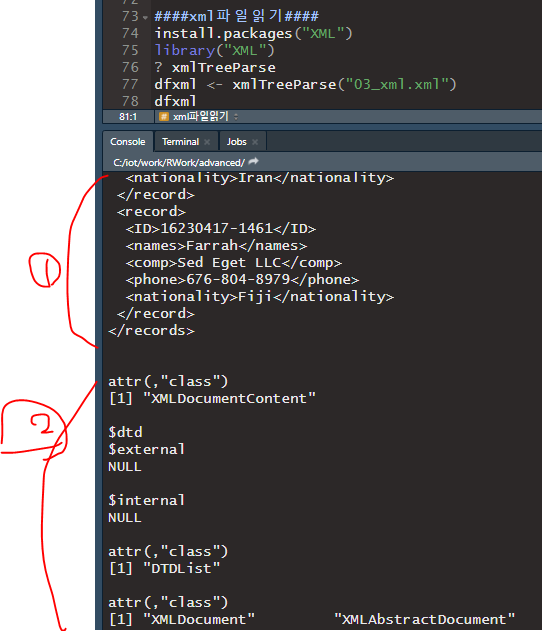 72
73 ####xml파일읽기####
74 install.packages("XML")
75 library("XML")
76 ? xmlTreeParse
77 dfxml <- xmlTreeParse("03_xml.xml")
78 dfxml
81:1 # xml파일읽기 :
Console Terminal × Jobs ×
C:/iot/work/RWork/advanced/
<nationality>Iran</nationality>
</record>
<record>
<ID>16230417-1461</ID>
<names>Farrah</names>
<comp>Sed Eget LLC</comp>
<phone>676-804-8979</phone>
<nationality>Fiji</nationality>
</record>
</records>
①
attr(,"class")
[1] "XMLDocumentContent"
2
$dtd
$external
NULL
$internal
NULL
attr(,"class")
[1] "DTDList"
attr(,"class")
[1] "XMLDocument" "XMLAbstractDocument"